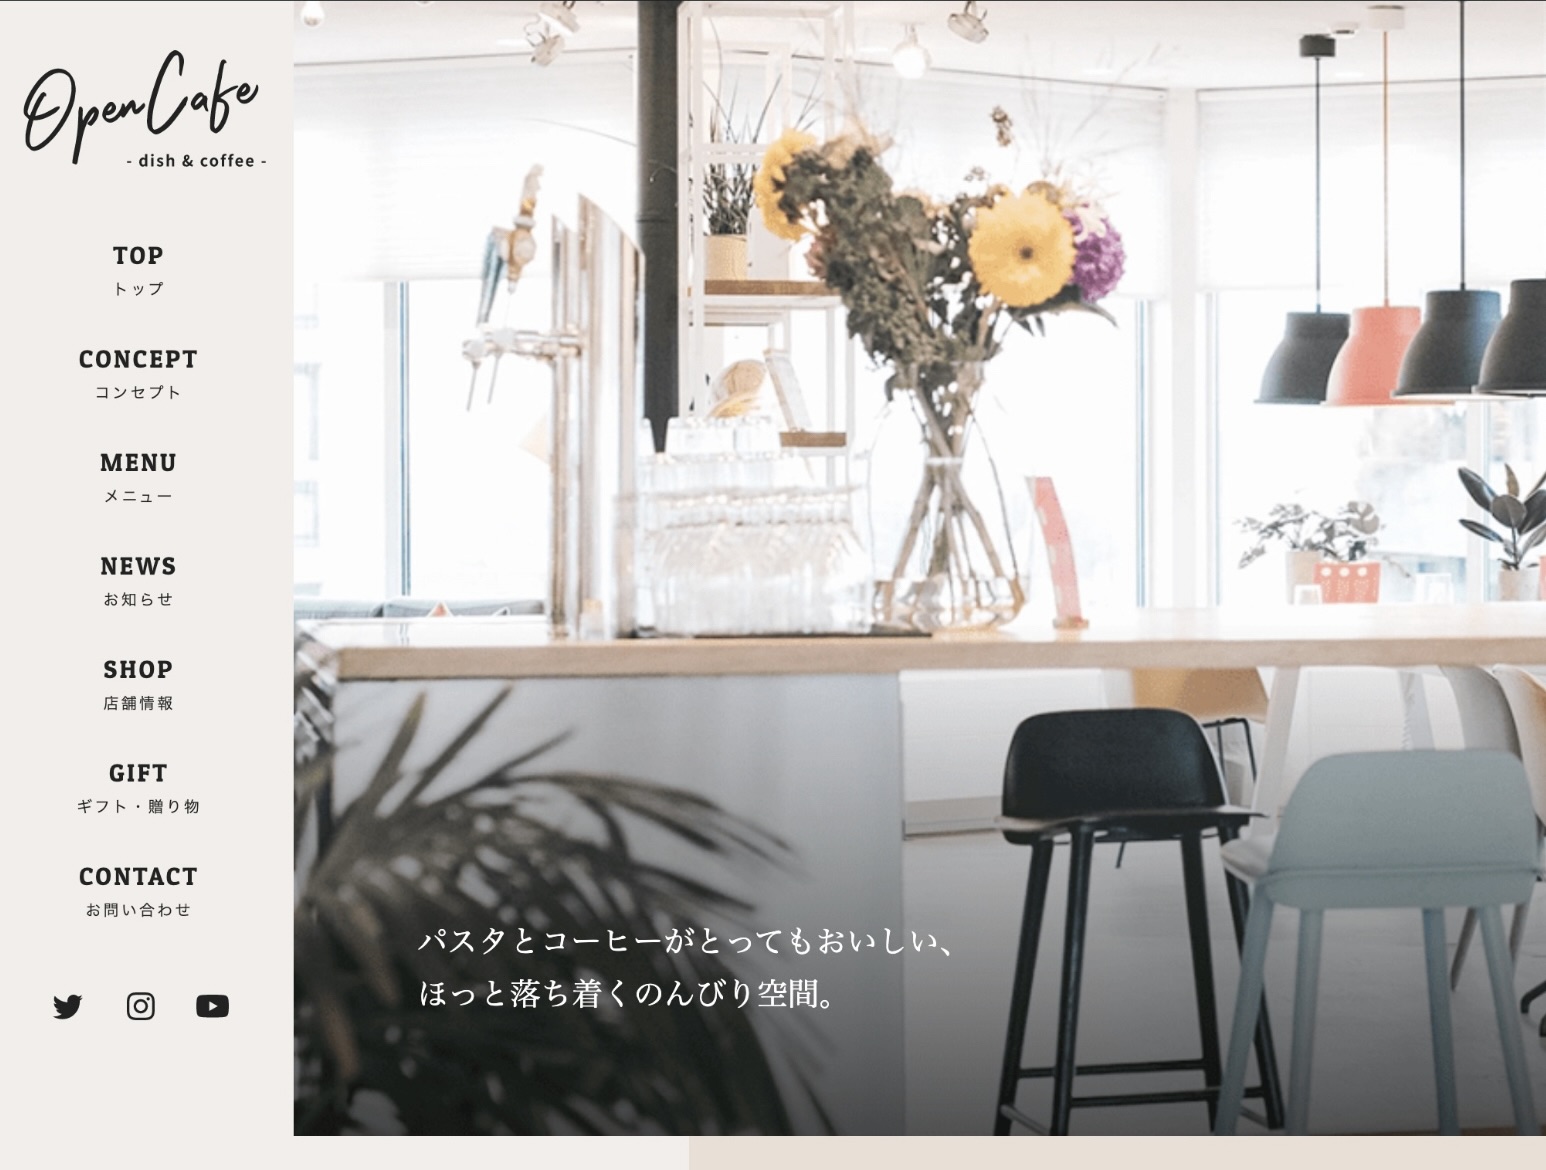 OpenCafe
- dish & coffee -
TOP
トップ
CONCEPT
コンセプト
MENU
メニュー
NEWS
お知らせ
SHOP
店舗情報
GIFT
ギフト・贈り物
CONTACT
お問い合わせ
パスタとコーヒーがとってもおいしい、
ほっと落ち着くのんびり空間。